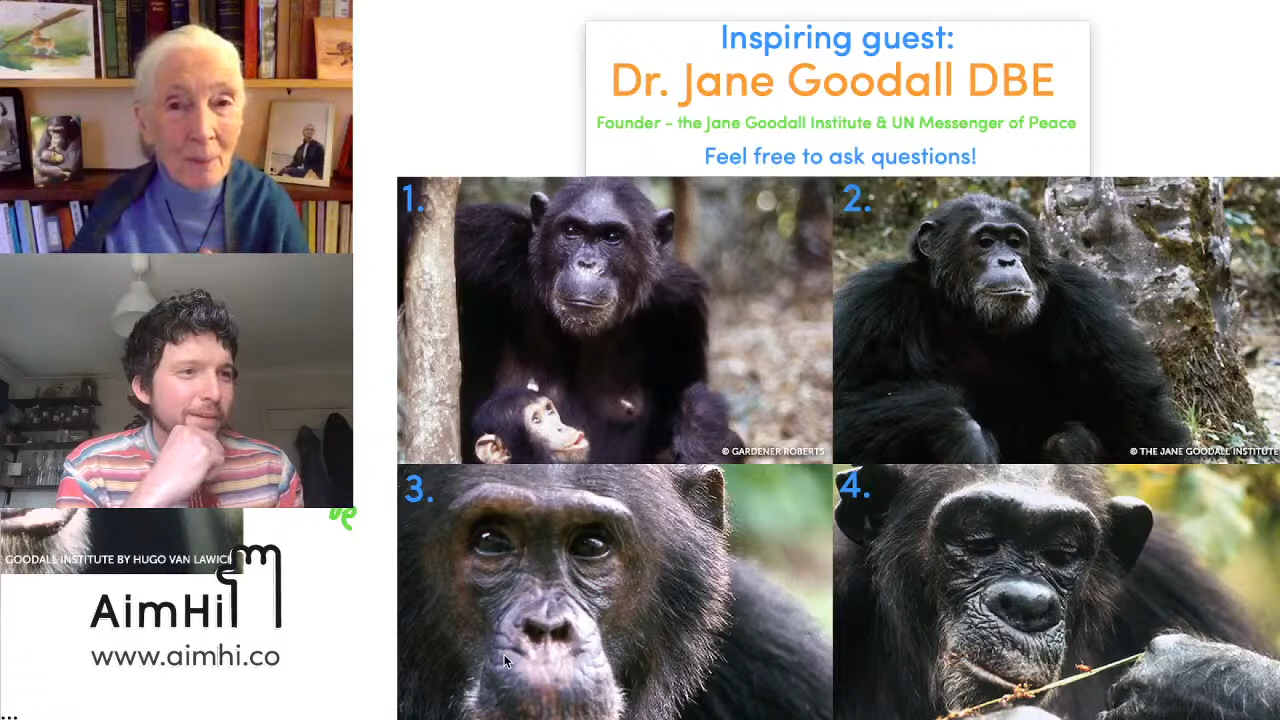 Inspiring guest:
Dr. Jane Goodall DBE
Founder - the Jane Goodall Institute & UN Messenger of Peace
Feel free to ask questions!
1.
2.
© GARDENER ROBERTS
© THE JANE GOODALL INSTITUTE
3.
4.
GOODALL INSTITUTE BY HUGO VAN LAWICK
AimHi
www.aimhi.co
...